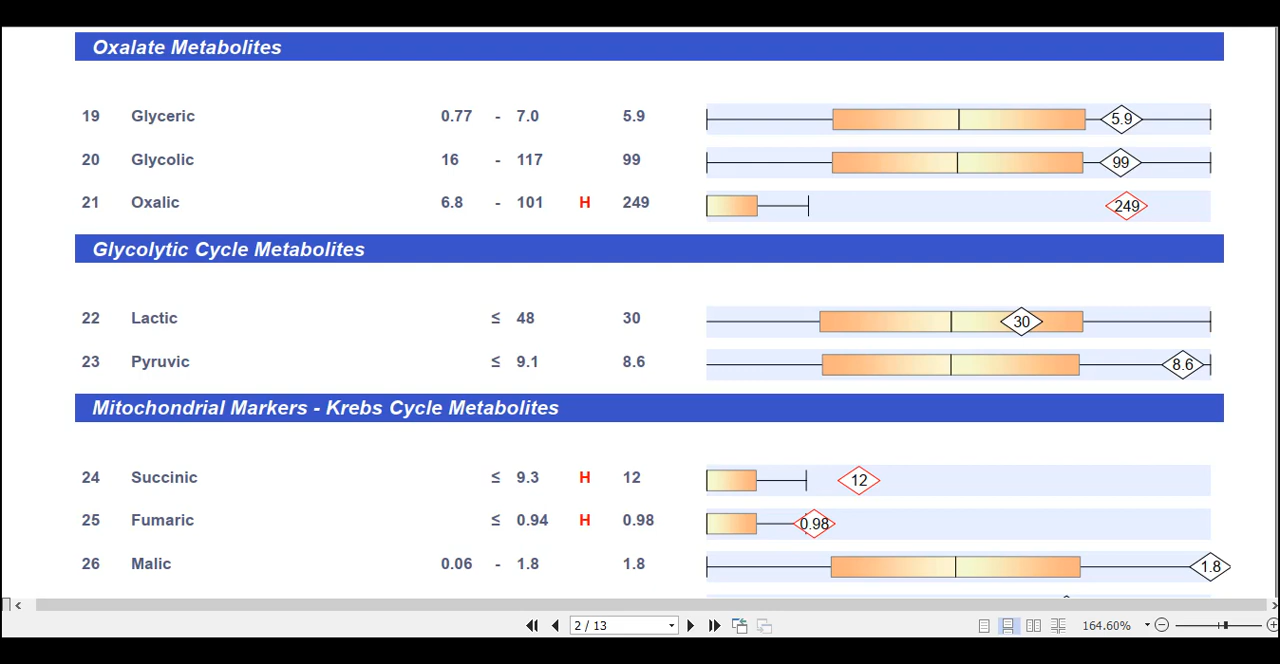 Oxalate Metabolites
19 Glyceric 0.77 - 7.0 5.9 5.9
20 Glycolic 16 - 117 99 99
21 Oxalic 6.8 - 101 H 249 249
Glycolytic Cycle Metabolites
22 Lactic ≤ 48 30 30
23 Pyruvic ≤ 9.1 8.6 8.6
Mitochondrial Markers - Krebs Cycle Metabolites
24 Succinic ≤ 9.3 H 12 12
25 Fumaric ≤ 0.94 H 0.98 0.98
26 Malic 0.06 - 1.8 1.8 1.8
2 / 13 164.60%